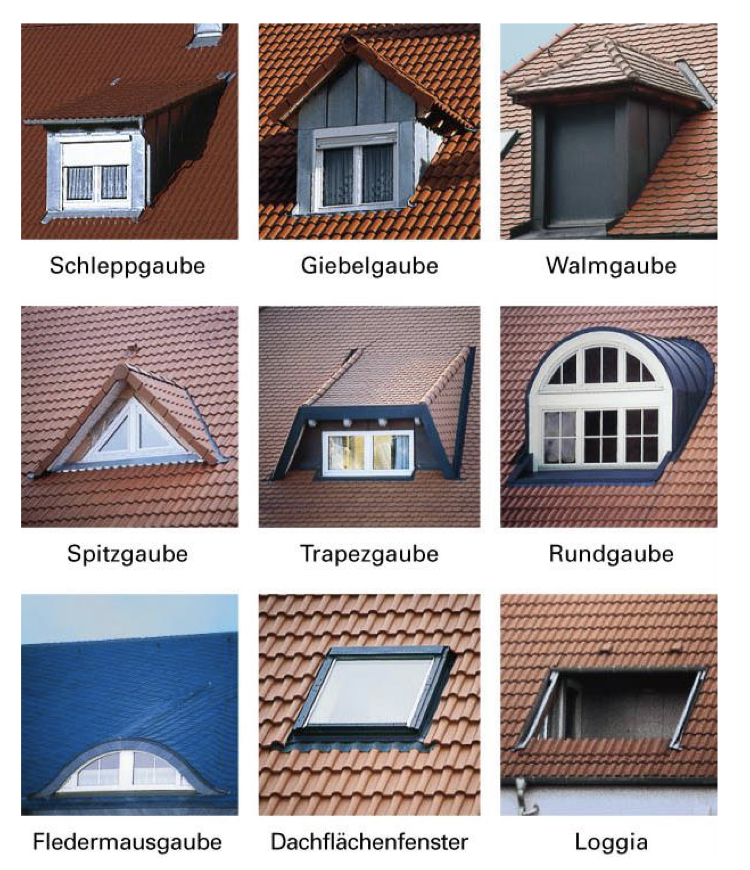 Schleppgaube
Giebelgaube
Walmgaube
Spitzgaube
Trapezgaube
Rundgaube
Fledermausgaube
Dachflächenfenster
Loggia